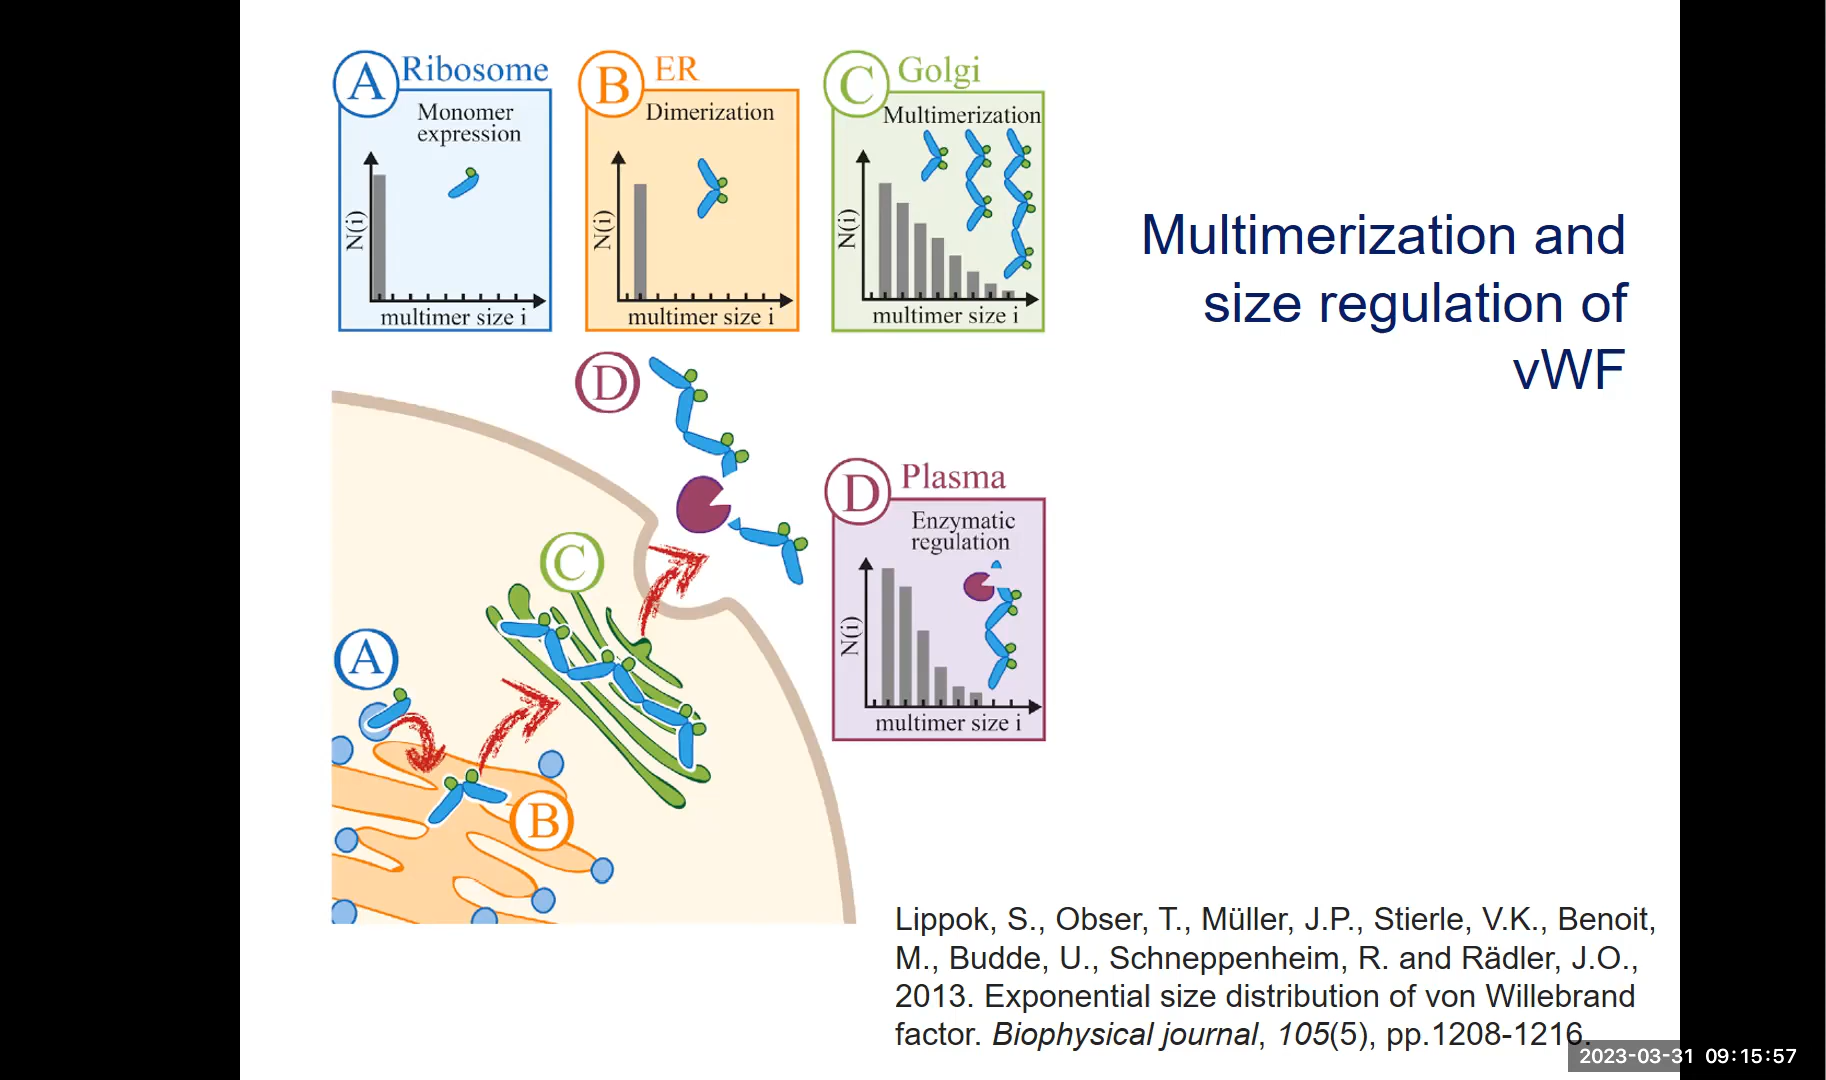 A Ribosome
Monomer
expression
N(i)
multimer size i
B ER
Dimerization
N(i)
multimer size i
C Golgi
Multimerization
N(i)
multimer size i
Multimerization and
size regulation of
vWF
D
D Plasma
Enzymatic
regulation
N(i)
multimer size i
C
A
B
Lippok, S., Obser, T., Müller, J.P., Stierle, V.K., Benoit,
M., Budde, U., Schneppenheim, R. and Rädler, J.O.,
2013. Exponential size distribution of von Willebrand
factor. Biophysical journal, 105(5), pp.1208-1216.
2023-03-31 09:15:57